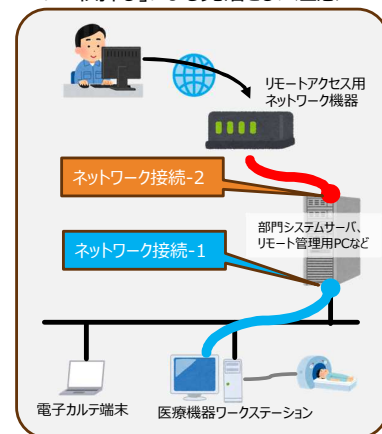 リモートアクセス用
ネットワーク機器
ネットワーク接続-2
部門システムサーバ、
リモート管理用PCなど
ネットワーク接続-1
電子カルテ端末
医療機器ワークステーション